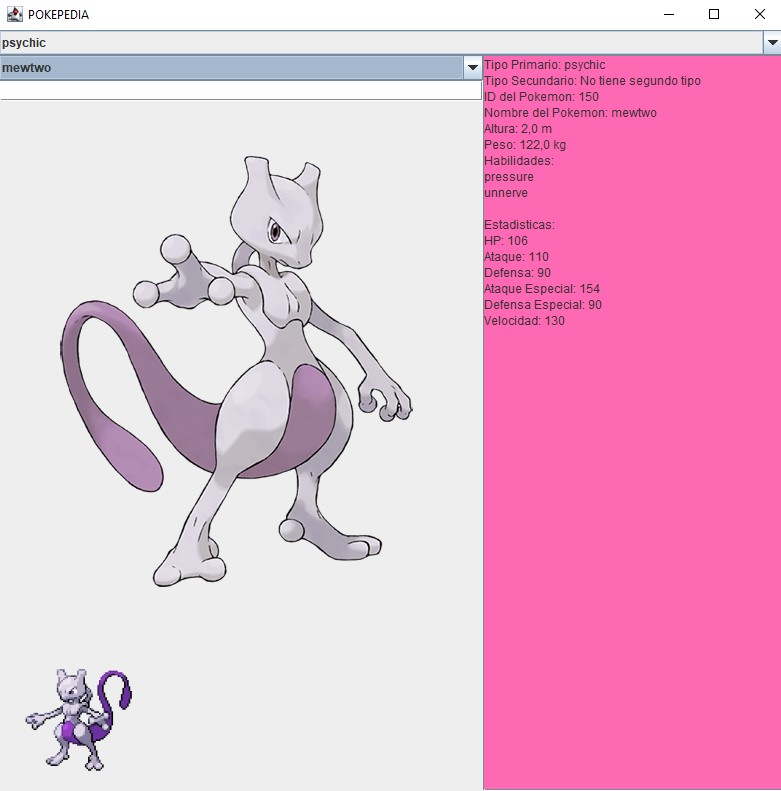 POKEPEDIA
psychic
mewtwo
Tipo Primario: psychic
Tipo Secundario: No tiene segundo tipo
ID del Pokemon: 150
Nombre del Pokemon: mewtwo
Altura: 2,0 m
Peso: 122,0 kg
Habilidades:
pressure
unnerve
Estadisticas:
HP: 106
Ataque: 110
Defensa: 90
Ataque Especial: 154
Defensa Especial: 90
Velocidad: 130